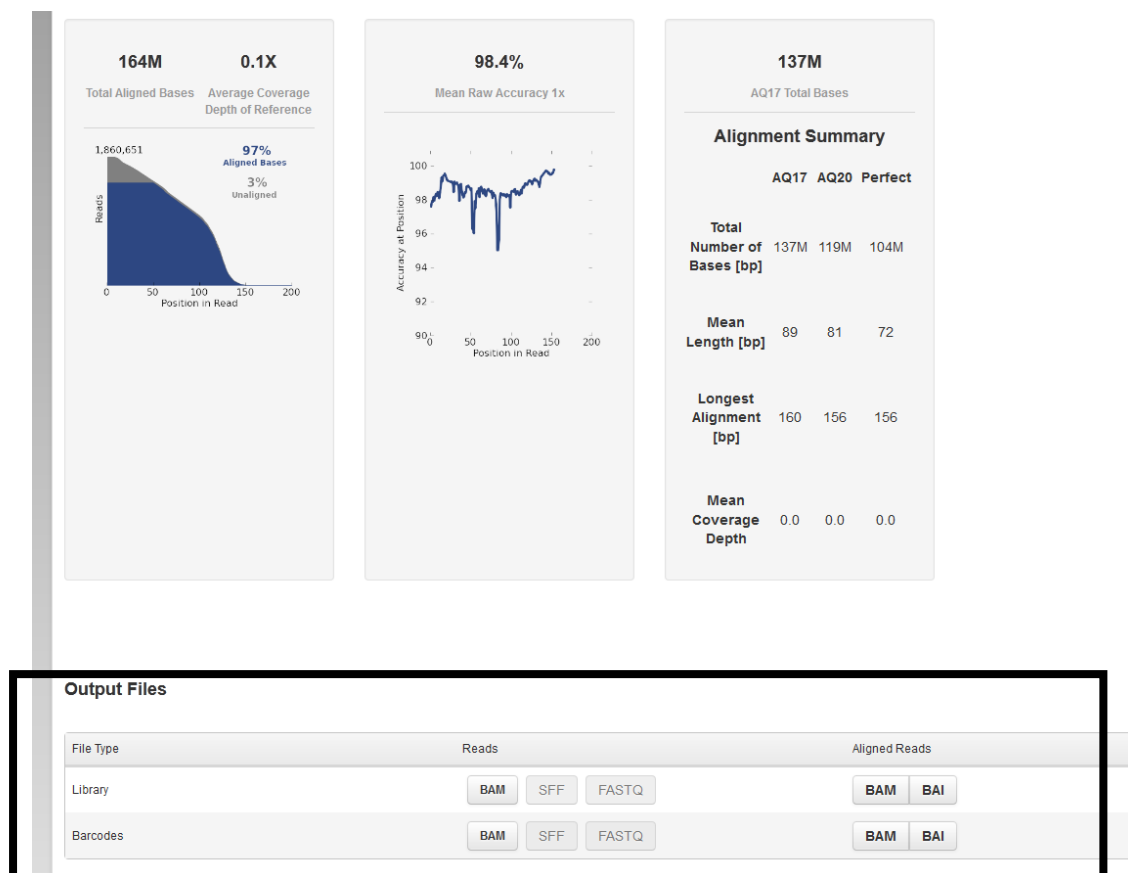 164M 0.1X
Total Aligned Bases Average Coverage
Depth of Reference
1,860,651
97%
Aligned Bases
3%
Unaligned
Reads
0 50 100 150 200
Position in Read
98.4%
Mean Raw Accuracy 1x
100
98
96
94
92
90
Accuracy at Position
0 50 100 150 200
Position in Read
137M
AQ17 Total Bases
Alignment Summary
AQ17 AQ20 Perfect
Total
Number of 137M 119M 104M
Bases [bp]
Mean
Length [bp] 89 81 72
Longest
Alignment 160 156 156
[bp]
Mean
Coverage 0.0 0.0 0.0
Depth
Output Files
File Type Reads Aligned Reads
Library BAM SFF FASTQ BAM BAI
Barcodes BAM SFF FASTQ BAM BAI